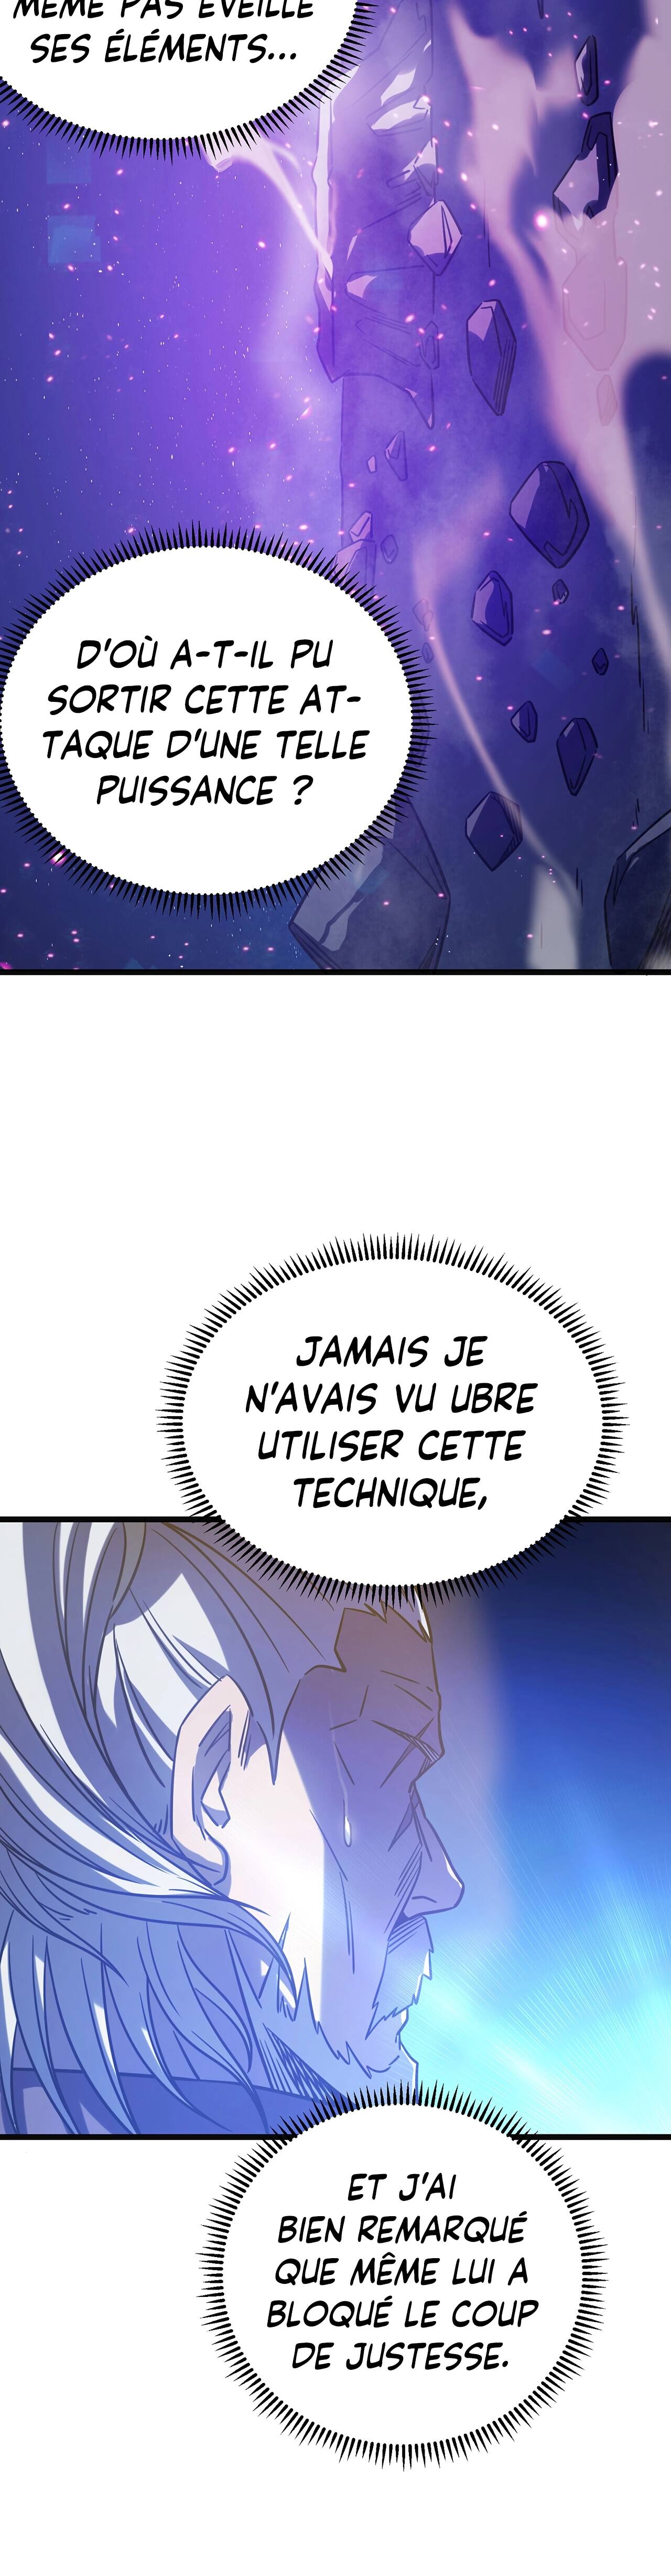 MÊME PAS ÉVEILLÉ
SES ÉLÉMENTS...
D'OÙ A-T-IL PU
SORTIR CETTE AT-
TAQUE D'UNE TELLE
PUISSANCE ?
JAMAIS JE
N'AVAIS VU UBRE
UTILISER CETTE
TECHNIQUE,
ET J'AI
BIEN REMARQUÉ
QUE MÊME LUI A
BLOQUÉ LE COUP
DE JUSTESSE.